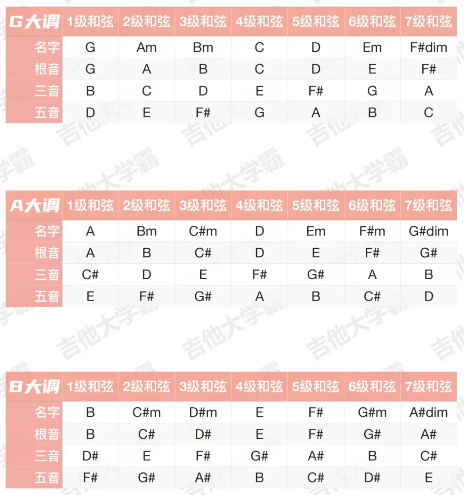 G大调 1级和弦 2级和弦 3级和弦 4级和弦 5级和弦 6级和弦 7级和弦
名字 G Am Bm C D Em F#dim
根音 G A B C D E F#
三音 B C D E F# G A
五音 D E F# G A B C
A大调 1级和弦 2级和弦 3级和弦 4级和弦 5级和弦 6级和弦 7级和弦
名字 A Bm C#m D Em F#m G#dim
根音 A B C# D E F# G#
三音 C# D E F# G# A B
五音 E F# G# A B C# D
B大调 1级和弦 2级和弦 3级和弦 4级和弦 5级和弦 6级和弦 7级和弦
名字 B C#m D#m E F# G#m A#dim
根音 B C# D# E F# G# A#
三音 D# E F# G# A# B C#
五音 F# G# A# B C# D# E
吉他大学霸